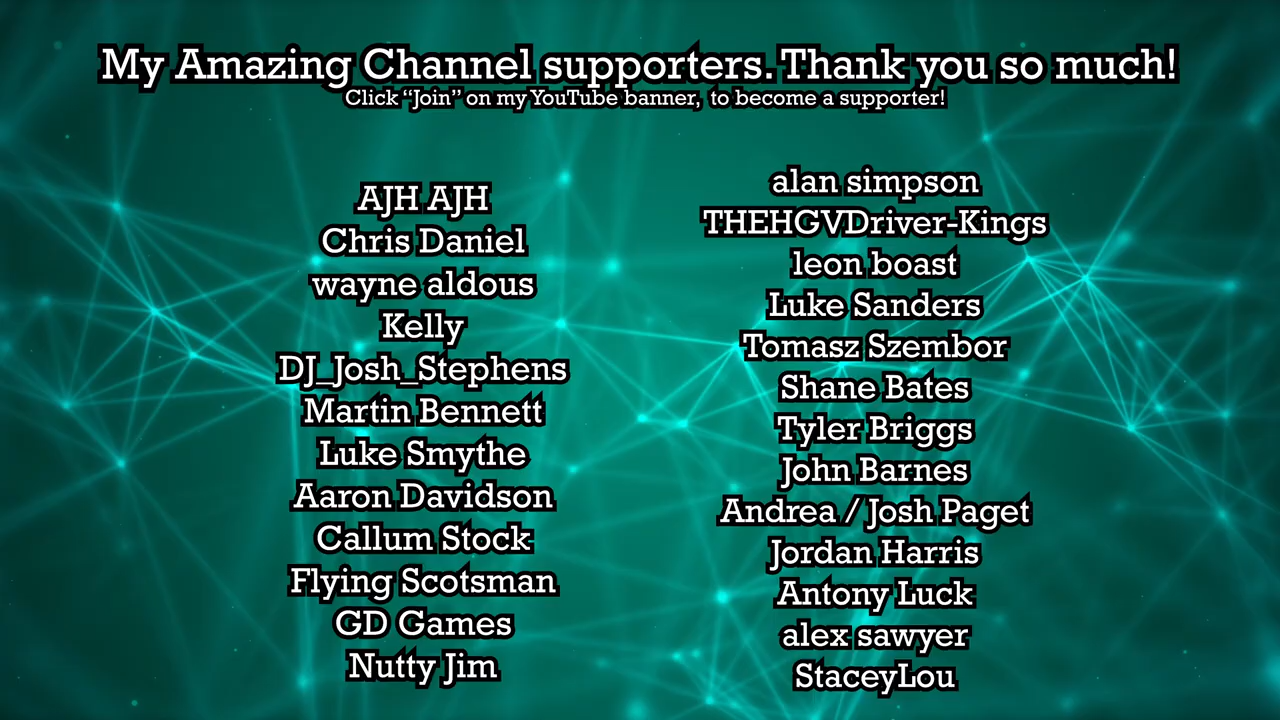 My Amazing Channel supporters. Thank you so much!
Click “Join” on my YouTube banner, to become a supporter!
AJH AJH
Chris Daniel
wayne aldous
Kelly
DJ_Josh_Stephens
Martin Bennett
Luke Smythe
Aaron Davidson
Callum Stock
Flying Scotsman
GD Games
Nutty Jim
alan simpson
THEHGVDriver-Kings
leon boast
Luke Sanders
Tomasz Szembor
Shane Bates
Tyler Briggs
John Barnes
Andrea / Josh Paget
Jordan Harris
Antony Luck
alex sawyer
StaceyLou